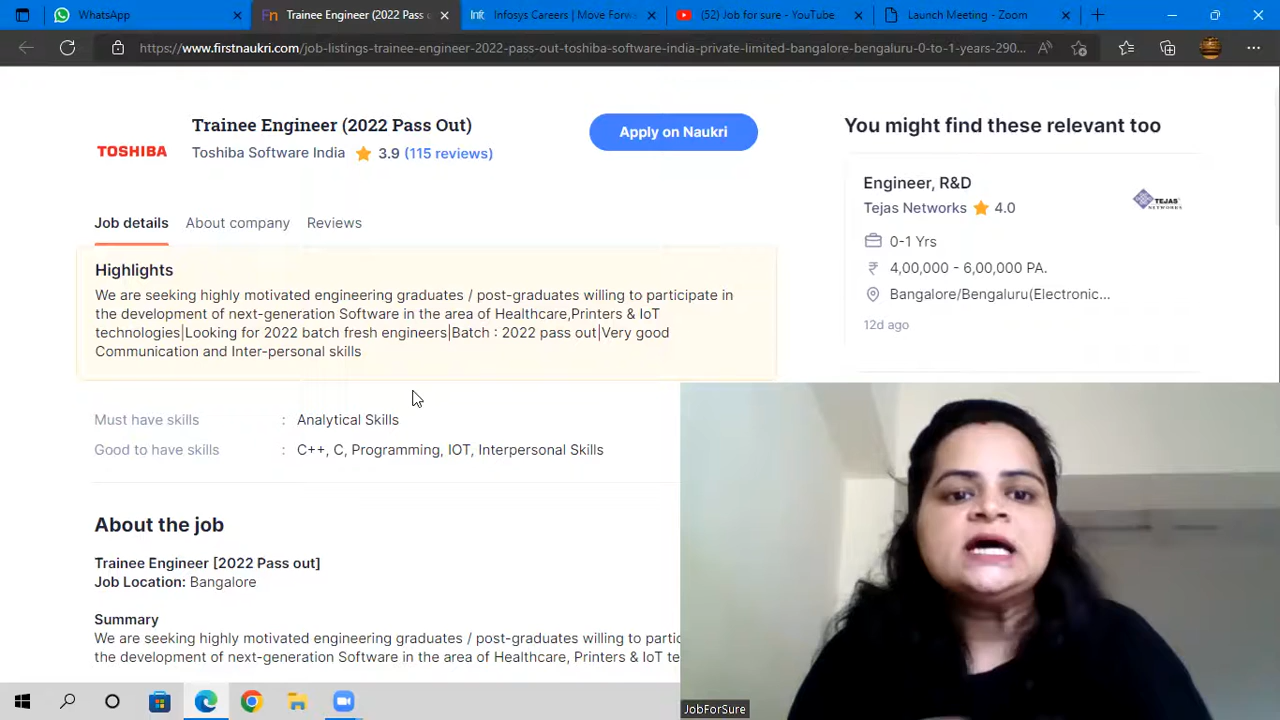 WhatsApp
Trainee Engineer (2022 Pass
Infosys Careers | Move Forw
(52) Job for sure - YouTube
Launch Meeting - Zoom
https://www.firstnaukri.com/job-listings-trainee-engineer-2022-pass-out-toshiba-software-india-private-limited-bangalore-bengaluru-0-to-1-years-290...
Trainee Engineer (2022 Pass Out)
Apply on Naukri
TOSHIBA
Toshiba Software India 3.9 (115 reviews)
Job details About company Reviews
Highlights
We are seeking highly motivated engineering graduates / post-graduates willing to participate in
the development of next-generation Software in the area of Healthcare,Printers & IoT
technologies|Looking for 2022 batch fresh engineers|Batch : 2022 pass out|Very good
Communication and Inter-personal skills
Must have skills : Analytical Skills
Good to have skills : C++, C, Programming, IOT, Interpersonal Skills
About the job
Trainee Engineer [2022 Pass out]
Job Location: Bangalore
Summary
We are seeking highly motivated engineering graduates / post-graduates willing to partic
the development of next-generation Software in the area of Healthcare, Printers & IoT te
You might find these relevant too
Engineer, R&D
Tejas Networks 4.0
TEJAS
NETWORKS
0-1 Yrs
₹ 4,00,000 - 6,00,000 PA.
Bangalore/Bengaluru(Electronic...
12d ago
JobForSure